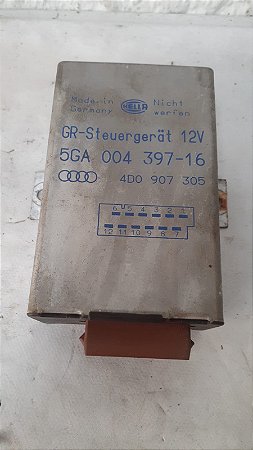 Made in Germany HELLA Nicht werfen
GR-Steuergerät 12V
5GA 004 397-16
4D0 907 305
6 5 4 3 2 1
12 11 10 9 8 7